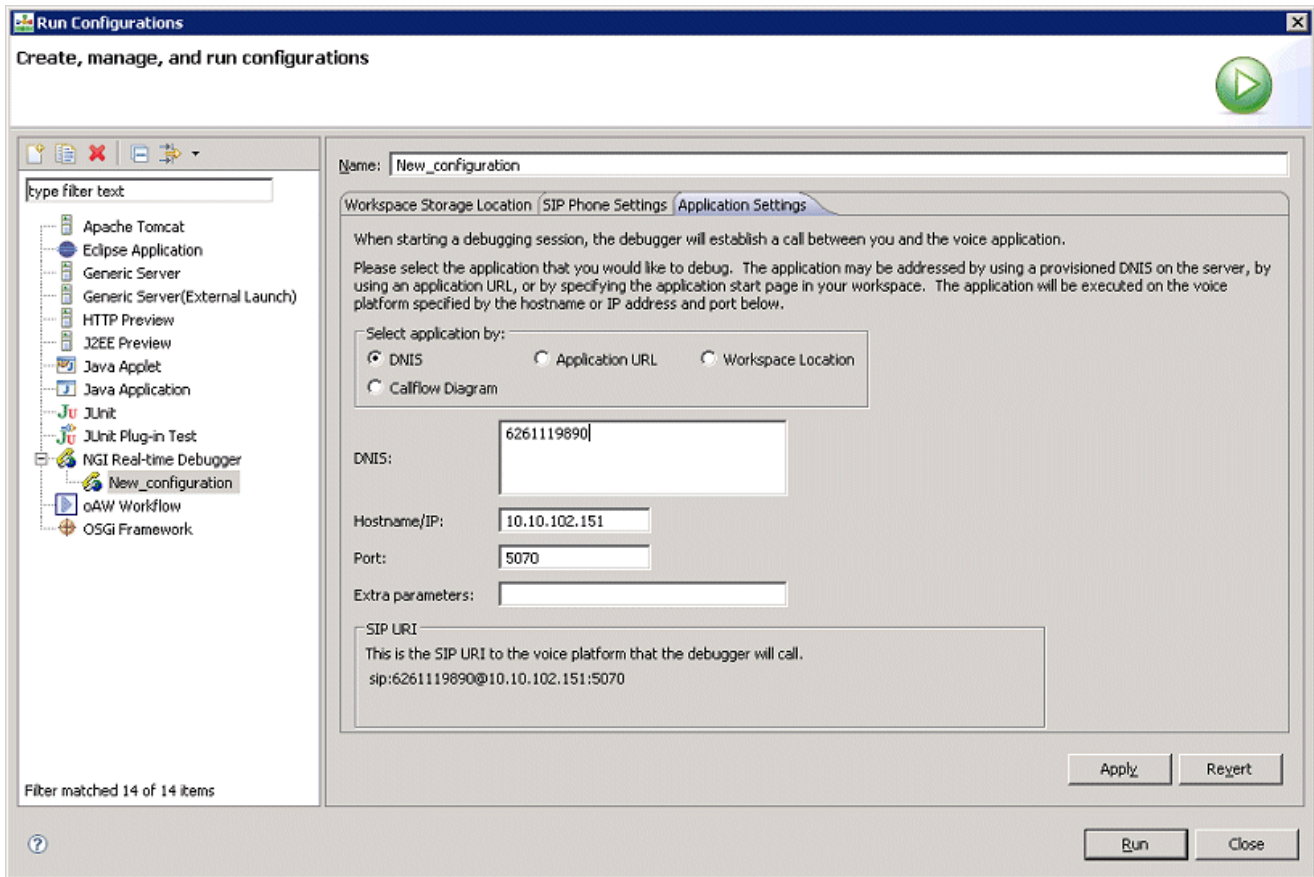 Run Configurations
Create, manage, and run configurations
type filter text
Apache Tomcat
Eclipse Application
Generic Server
Generic Server(External Launch)
HTTP Preview
J2EE Preview
Java Applet
Java Application
JUnit
JUnit Plug-in Test
NGI Real-time Debugger
New_configuration
oAW Workflow
OSGi Framework
Filter matched 14 of 14 items
Name: New_configuration
Workspace Storage Location SIP Phone Settings Application Settings
When starting a debugging session, the debugger will establish a call between you and the voice application.
Please select the application that you would like to debug. The application may be addressed by using a provisioned DNIS on the server, by
using an application URL, or by specifying the application start page in your workspace. The application will be executed on the voice
platform specified by the hostname or IP address and port below.
Select application by:
DNIS Application URL Workspace Location
Callflow Diagram
DNIS: 6261119890
Hostname/IP: 10.10.102.151
Port: 5070
Extra parameters:
SIP URI
This is the SIP URI to the voice platform that the debugger will call.
sip:6261119890@10.10.102.151:5070
Apply Revert
? Run Close